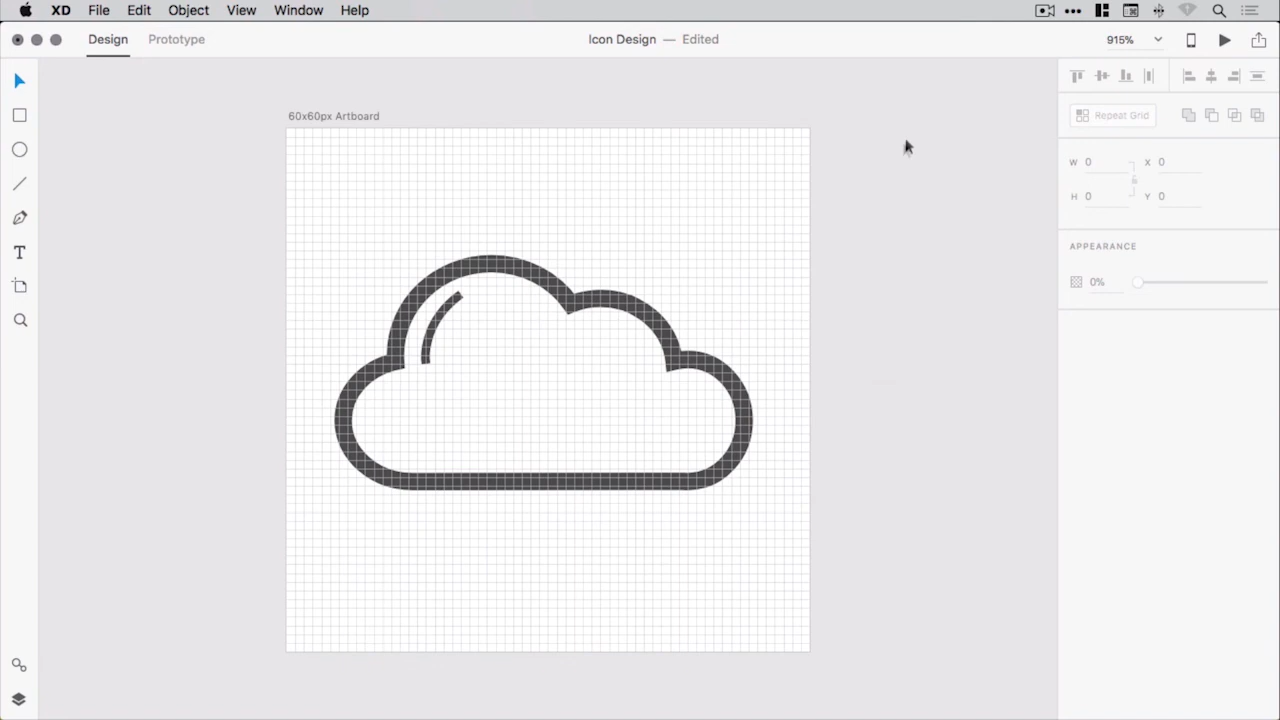 XD File Edit Object View Window Help
Design Prototype Icon Design — Edited 915%
60x60px Artboard
Repeat Grid
W 0 X 0
H 0 Y 0
APPEARANCE
0%
T